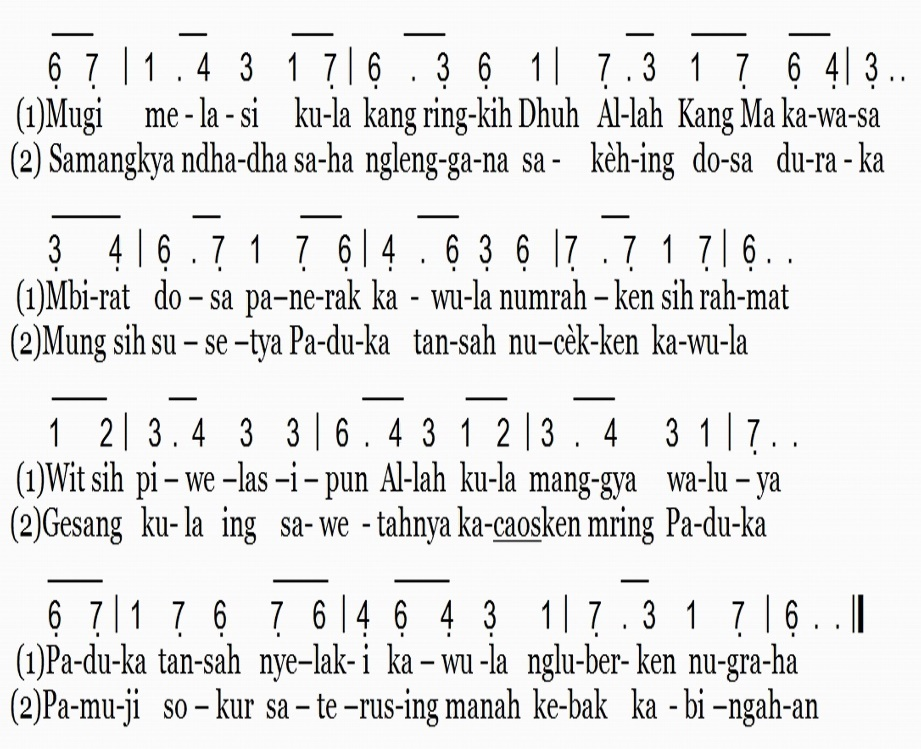 6̣ 7̣ | 1 . 4 3 1 7̣ | 6̣ . 3̣ 6̣ 1 | 7̣ . 3 1 7̣ 6̣ 4̣ | 3̣ . .
(1)Mugi me - la - si ku-la kang ring-kih Dhuh Al-lah Kang Ma ka-wa-sa
(2) Samangkya ndha-dha sa-ha ngleng-ga-na sa - kèh-ing do-sa du-ra - ka
3̣ 4̣ | 6̣ . 7̣ 1 7̣ 6̣ | 4̣ . 6̣ 3̣ 6̣ | 7̣ . 7̣ 1 7̣ | 6̣ . .
(1)Mbi-rat do – sa pa–ne-rak ka - wu-la numrah – ken sih rah-mat
(2)Mung sih su – se –tya Pa-du-ka tan-sah nu–cèk-ken ka-wu-la
1 2 | 3 . 4 3 3 | 6 . 4 3 1 2 | 3 . 4 3 1 | 7̣ . .
(1)Wit sih pi – we –las –i – pun Al-lah ku-la mang-gya wa-lu – ya
(2)Gesang ku- la ing sa- we - tahnya ka-caosken mring Pa-du-ka
6̣ 7̣ | 1 7̣ 6̣ 7̣ 6̣ | 4̣ 6̣ 4̣ 3̣ 1 | 7̣ . 3 1 7̣ | 6̣ . . ||
(1)Pa-du-ka tan-sah nye–lak- i ka – wu -la nglu-ber- ken nu-gra-ha
(2)Pa-mu-ji so – kur sa – te –rus-ing manah ke-bak ka - bi –ngah-an